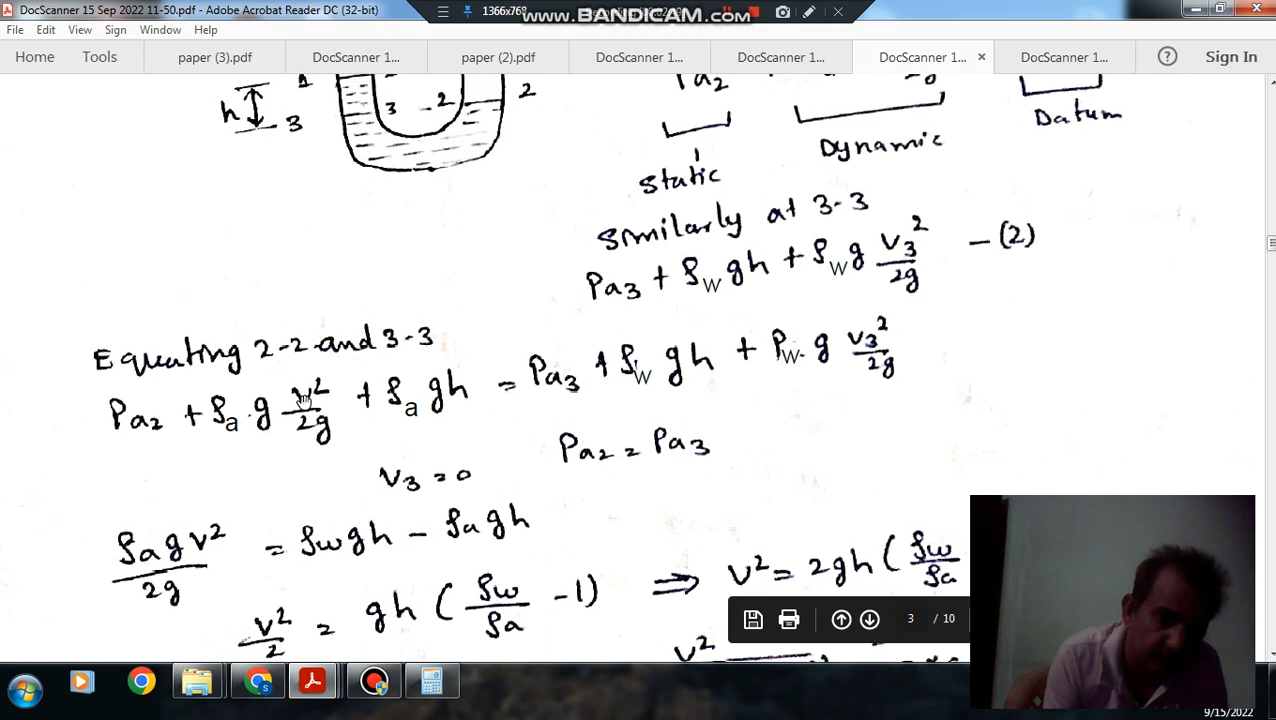 DocScanner 15 Sep 2022 11-50.pdf - Adobe Acrobat Reader DC (32-bit)
1366x768
www.BANDICAM.com
File Edit View Sign Window Help
Home Tools paper (3).pdf DocScanner 1... paper (2).pdf DocScanner 1... DocScanner 1... DocScanner 1... × DocScanner 1... Sign In
h 1 3 3 - 2 2
Pa2
Static Dynamic Datum
Similarly at 3-3
Pa3 + ρw gh + ρw g v3²/2g — (2)
Equating 2-2 and 3-3
Pa2 + ρa g v²/2g + ρa gh = Pa3 + ρw gh + ρw g v3²/2g
v3 = 0 Pa2 = Pa3
ρa g v²/2g = ρw gh - ρa gh
v²/2 = gh (ρw/ρa - 1) ⇒ v² = 2gh (ρw/ρa
v²
3 / 10
9/15/2022